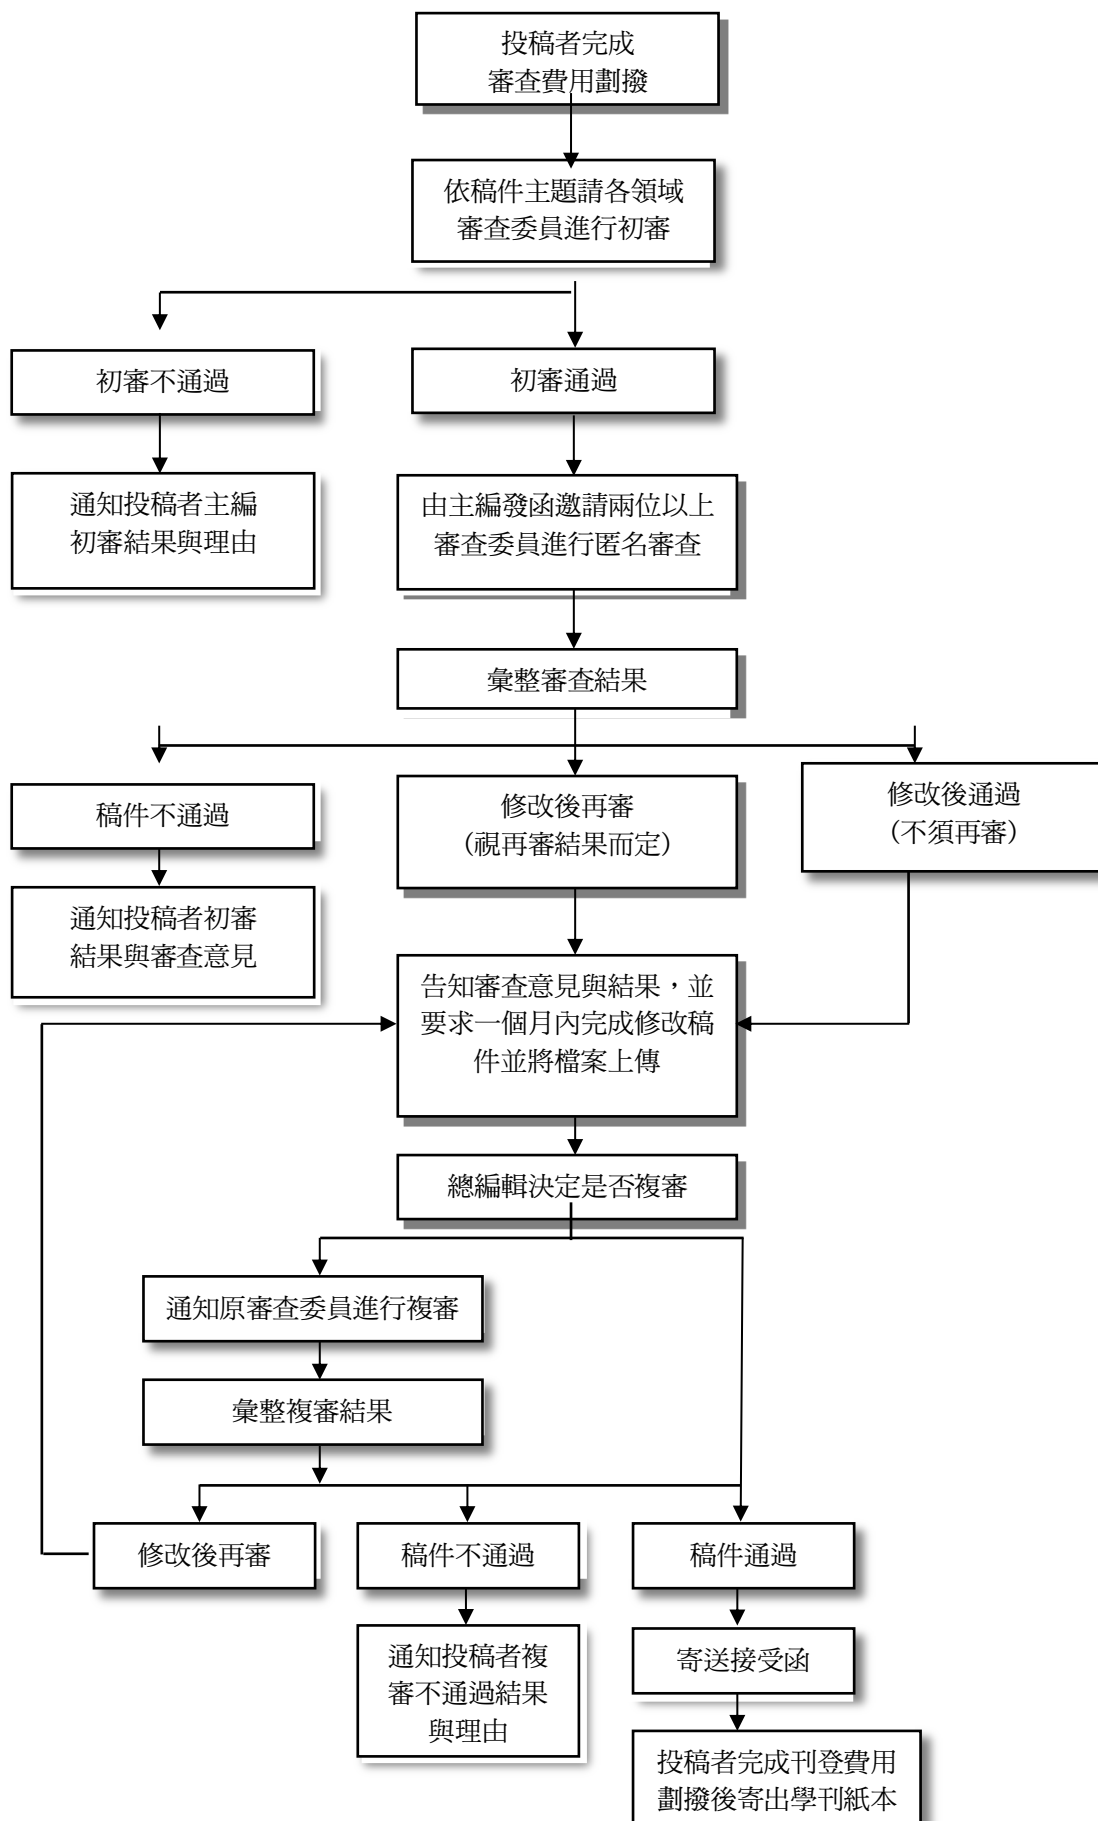 投稿者完成
審查費用劃撥
依稿件主題請各領域
審查委員進行初審
初審不通過
初審通過
通知投稿者主編
初審結果與理由
由主編發函邀請兩位以上
審查委員進行匿名審查
彙整審查結果
稿件不通過
修改後再審
(視再審結果而定)
修改後通過
(不須再審)
通知投稿者初審
結果與審查意見
告知審查意見與結果，並
要求一個月內完成修改稿
件並將檔案上傳
總編輯決定是否複審
通知原審查委員進行複審
彙整複審結果
修改後再審
稿件不通過
稿件通過
通知投稿者複
審不通過結果
與理由
寄送接受函
投稿者完成刊登費用
劃撥後寄出學刊紙本